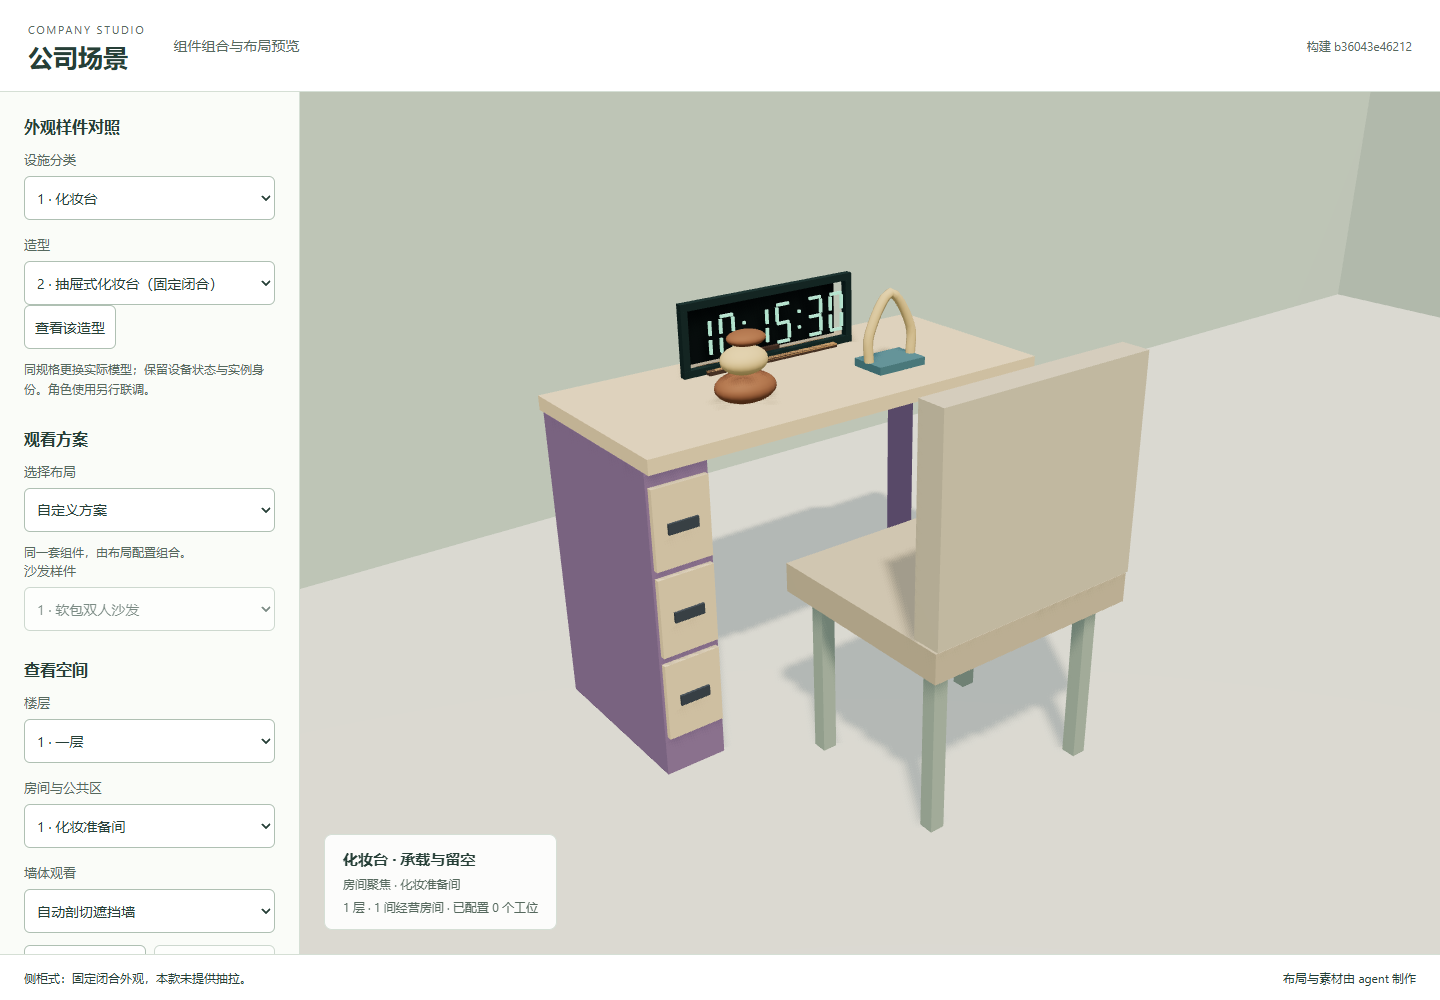 COMPANY STUDIO
公司场景
组件组合与布局预览
构建 b36043e46212
外观样件对照
设施分类
1 · 化妆台
造型
2 · 抽屉式化妆台（固定闭合）
查看该造型
同规格更换实际模型；保留设备状态与实例身
份。角色使用另行联调。
观看方案
选择布局
自定义方案
同一套组件，由布局配置组合。
沙发样件
1 · 软包双人沙发
查看空间
楼层
1 · 一层
房间与公共区
1 · 化妆准备间
墙体观看
自动剖切遮挡墙
化妆台 · 承载与留空
房间聚焦 · 化妆准备间
1 层 · 1 间经营房间 · 已配置 0 个工位
侧柜式：固定闭合外观，本款未提供抽拉。
布局与素材由 agent 制作